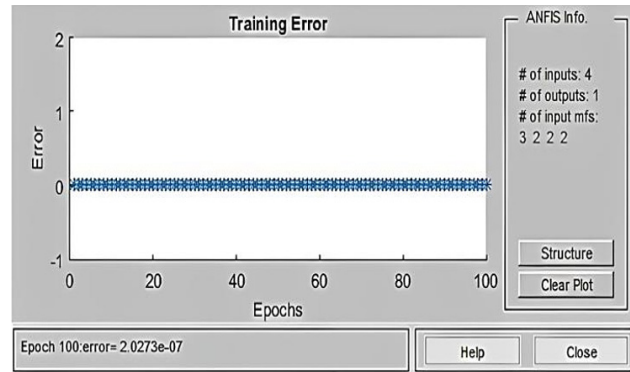 Training Error
2
1
0
-1
Error
0 20 40 60 80 100
Epochs
ANFIS Info.
# of inputs: 4
# of outputs: 1
# of input mfs:
3 2 2 2
Structure
Clear Plot
Epoch 100:error= 2.0273e-07
Help
Close